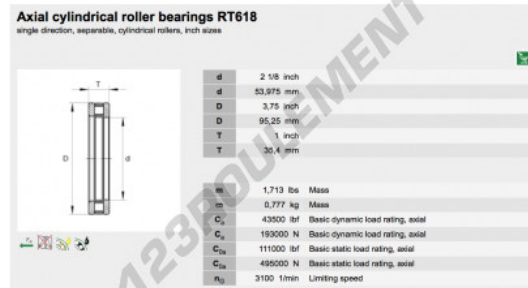 Axial cylindrical roller bearings RT618
single direction, separable, cylindrical rollers, inch sizes
T
D
d
d 2 1/8 inch
d 53,975 mm
D 3,75 inch
D 95,25 mm
T 1 inch
T 35,4 mm
m 1,713 lbs Mass
m 0,777 kg Mass
Ca 43500 lbf Basic dynamic load rating, axial
Ca 193000 N Basic dynamic load rating, axial
C0a 111000 lbf Basic static load rating, axial
C0a 495000 N Basic static load rating, axial
nG 3100 1/min Limiting speed
123ROULEMENT